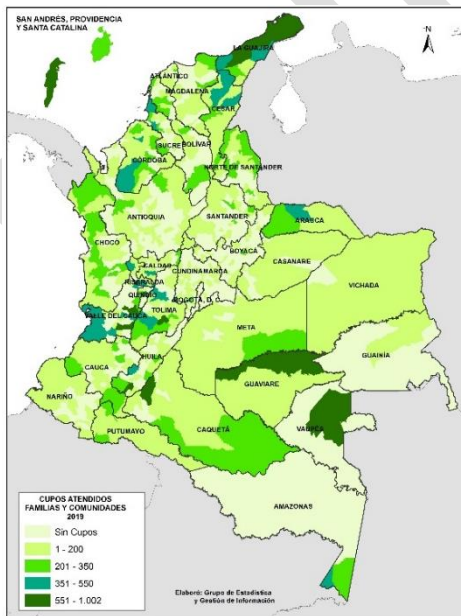 SAN ANDRÉS, PROVIDENCIA
Y SANTA CATALINA
N
LA GUAJIRA
ATLÁNTICO
MAGDALENA
CESAR
SUCRE
BOLÍVAR
CÓRDOBA
NORTE DE SANTANDER
ANTIOQUIA
SANTANDER
ARAUCA
CHOCO
BOYACÁ
CASANARE
CALDAS
CUNDINAMARCA
RISARALDA
VICHADA
QUINDIO
BOGOTÁ, D. C.
VALLE DEL CAUCA
TOLIMA
META
GUAINÍA
HUILA
CAUCA
GUAVIARE
NARIÑO
VAUPÉS
CAQUETÁ
PUTUMAYO
AMAZONAS
CUPOS ATENDIDOS
FAMILIAS Y COMUNIDADES
2019
Sin Cupos
1 - 200
201 - 350
351 - 550
551 - 1.002
Elaboró: Grupo de Estadística
y Gestión de Información